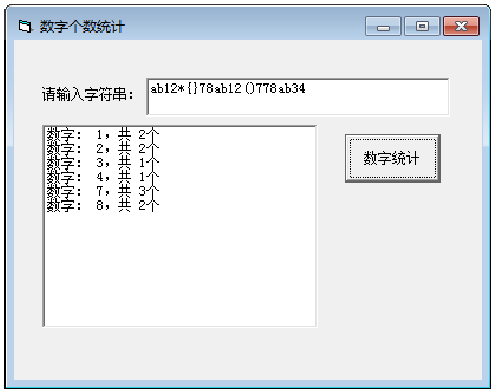 数字个数统计
请输入字符串： ab12*{}78ab12()778ab34
数字： 1，共 2个
数字： 2，共 2个
数字： 3，共 1个
数字： 4，共 1个
数字： 7，共 3个
数字： 8，共 2个
数字统计